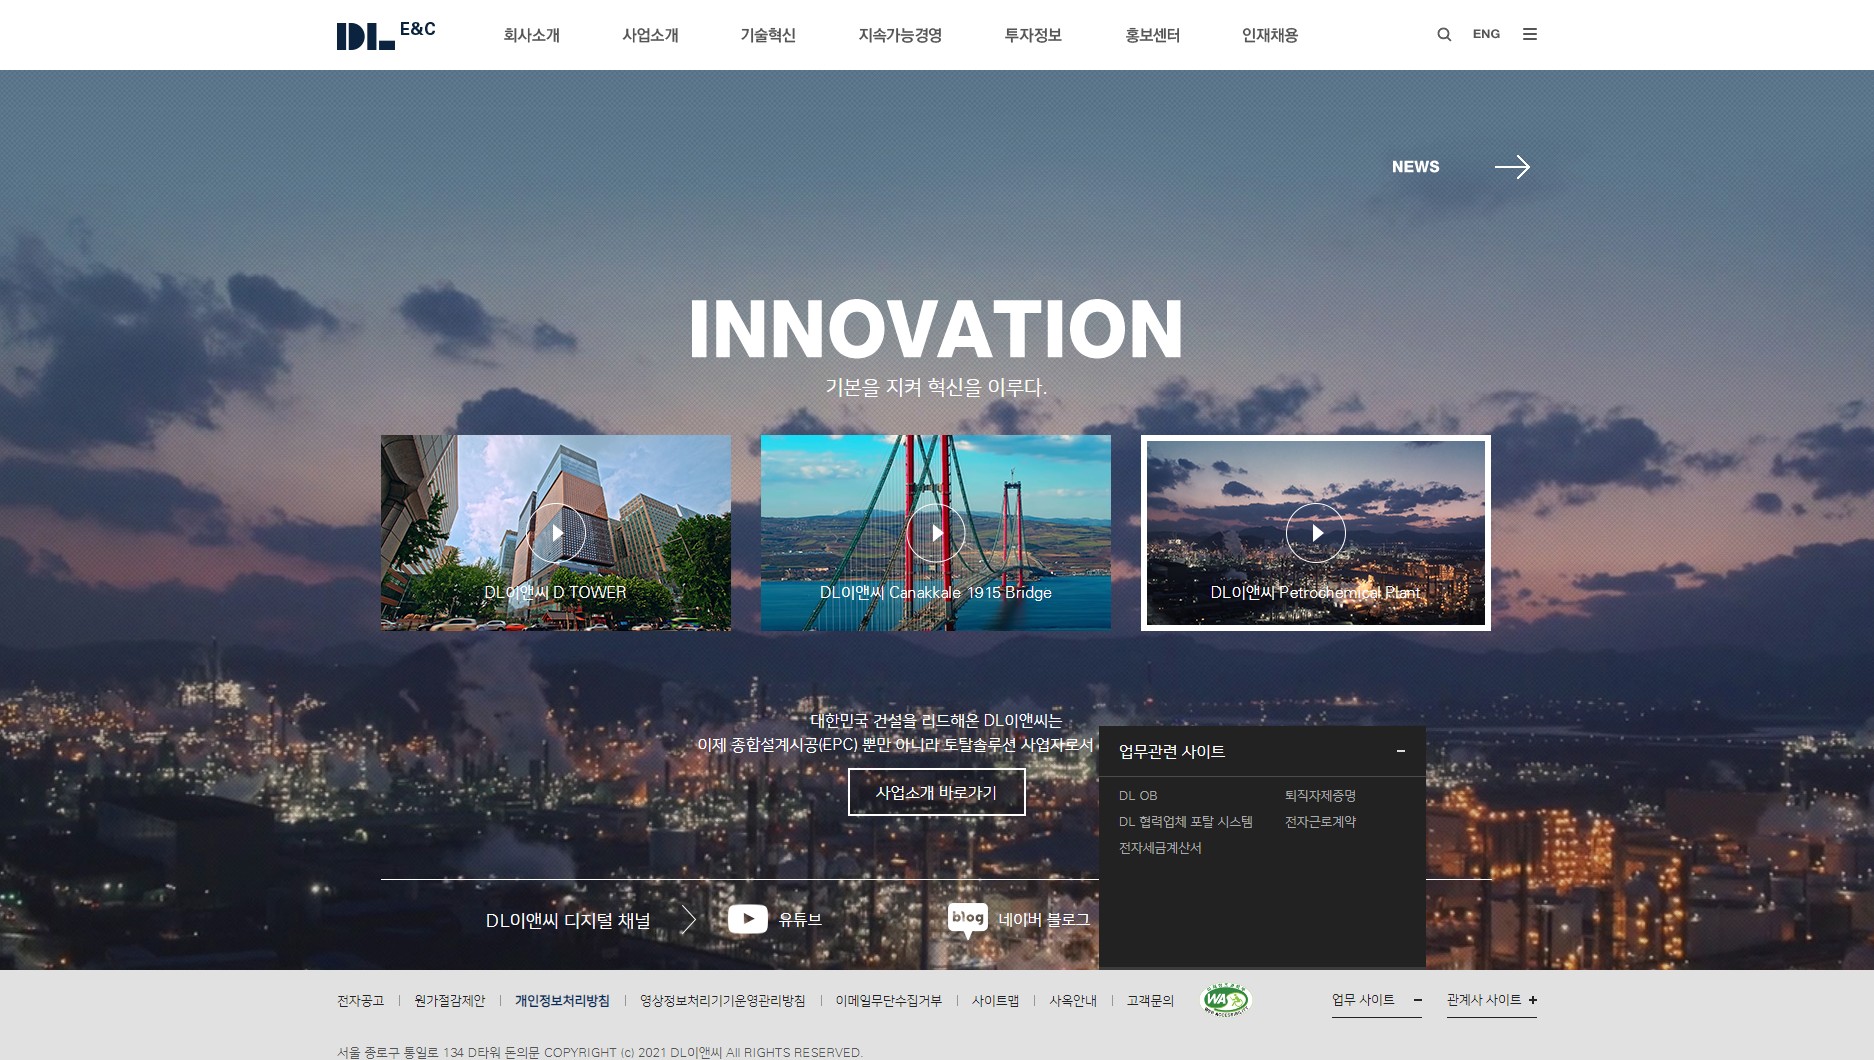 DL E&C
회사소개
사업소개
기술혁신
지속가능경영
투자정보
홍보센터
인재채용
ENG
NEWS
INNOVATION
기본을 지켜 혁신을 이루다.
DL이앤씨 D TOWER
DL이앤씨 Canakkale 1915 Bridge
DL이앤씨 Petrochemical Plant
대한민국 건설을 리드해온 DL이앤씨는
이제 종합설계시공(EPC) 뿐만 아니라 토탈솔루션 사업자로서
사업소개 바로가기
업무관련 사이트
DL OB
퇴직자제증명
DL 협력업체 포탈 시스템
전자근로계약
전자세금계산서
DL이앤씨 디지털 채널
유튜브
blog 네이버 블로그
전자공고
원가절감제안
개인정보처리방침
영상정보처리기기운영관리방침
이메일무단수집거부
사이트맵
사옥안내
고객문의
WA
업무 사이트
관계사 사이트
서울 종로구 통일로 134 D타워 돈의문 COPYRIGHT (c) 2021 DL이앤씨 All RIGHTS RESERVED.